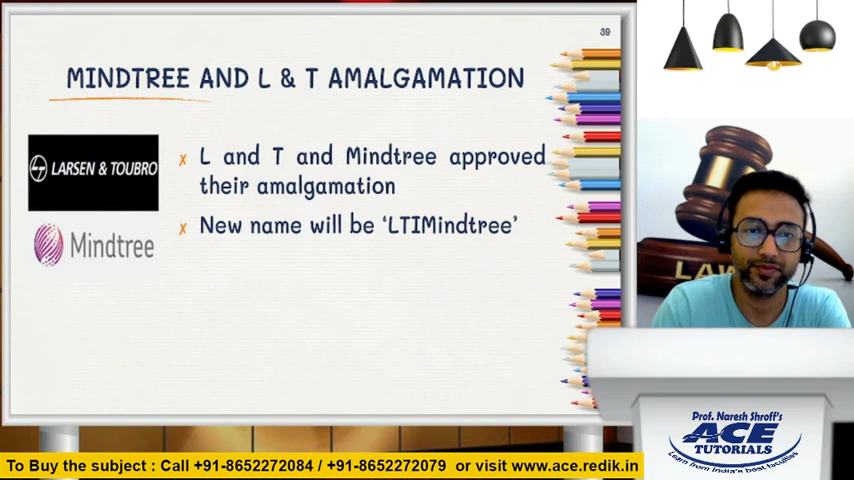 39
MINDTREE AND L & T AMALGAMATION
LARSEN & TOUBRO
x L and T and Mindtree approved
their amalgamation
Mindtree
x New name will be ‘LTIMindtree’
LAW
Prof. Naresh Shroff's
ACE
TUTORIALS
Learn from India's best faculties
To Buy the subject : Call +91-8652272084 / +91-8652272079 or visit www.ace.redik.in